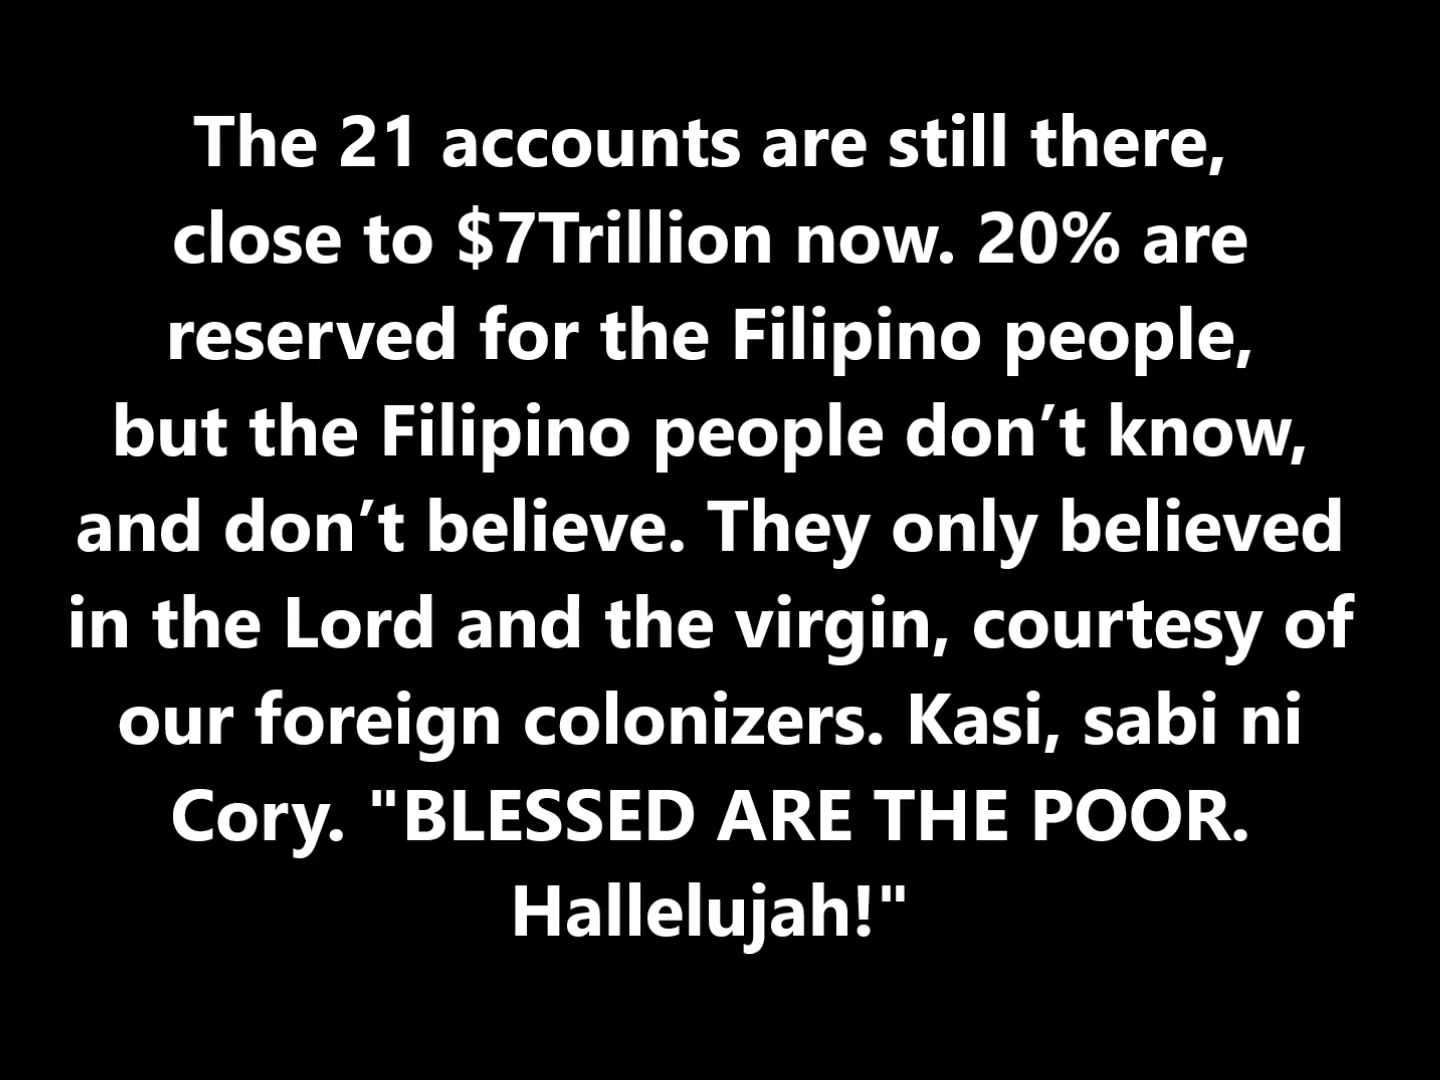 The 21 accounts are still there,
close to $7Trillion now. 20% are
reserved for the Filipino people,
but the Filipino people don’t know,
and don’t believe. They only believed
in the Lord and the virgin, courtesy of
our foreign colonizers. Kasi, sabi ni
Cory. "BLESSED ARE THE POOR.
Hallelujah!"